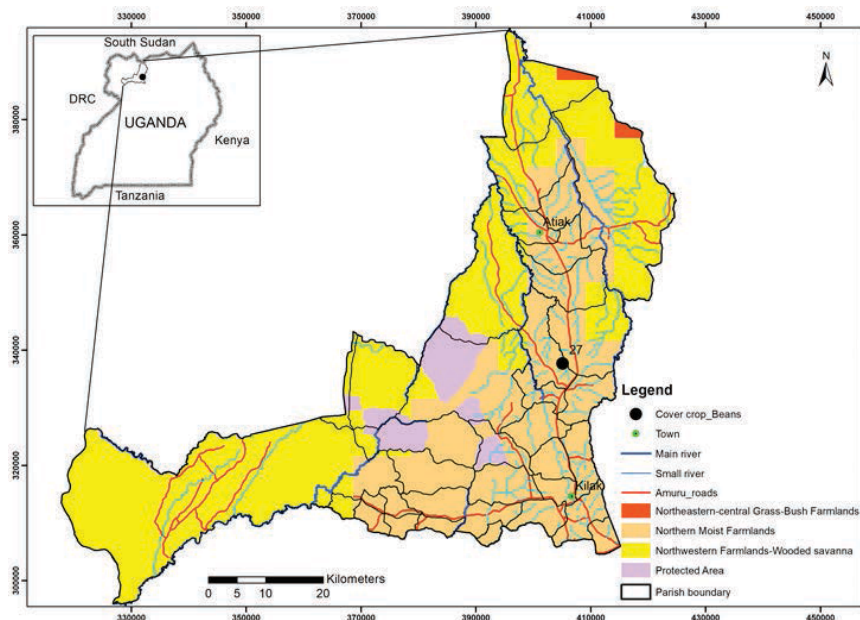 330000 350000 370000 390000 410000 430000 450000
South Sudan
DRC
UGANDA
Kenya
Tanzania
N
380000
360000
340000
320000
300000
Atiak
27
Kilak
Legend
Cover crop_Beans
Town
Main river
Small river
Amuru_roads
Northeastern-central Grass-Bush Farmlands
Northern Moist Farmlands
Northwestern Farmlands-Wooded savanna
Protected Area
Parish boundary
Kilometers
0 5 10 20
330000 350000 370000 390000 410000 430000 450000